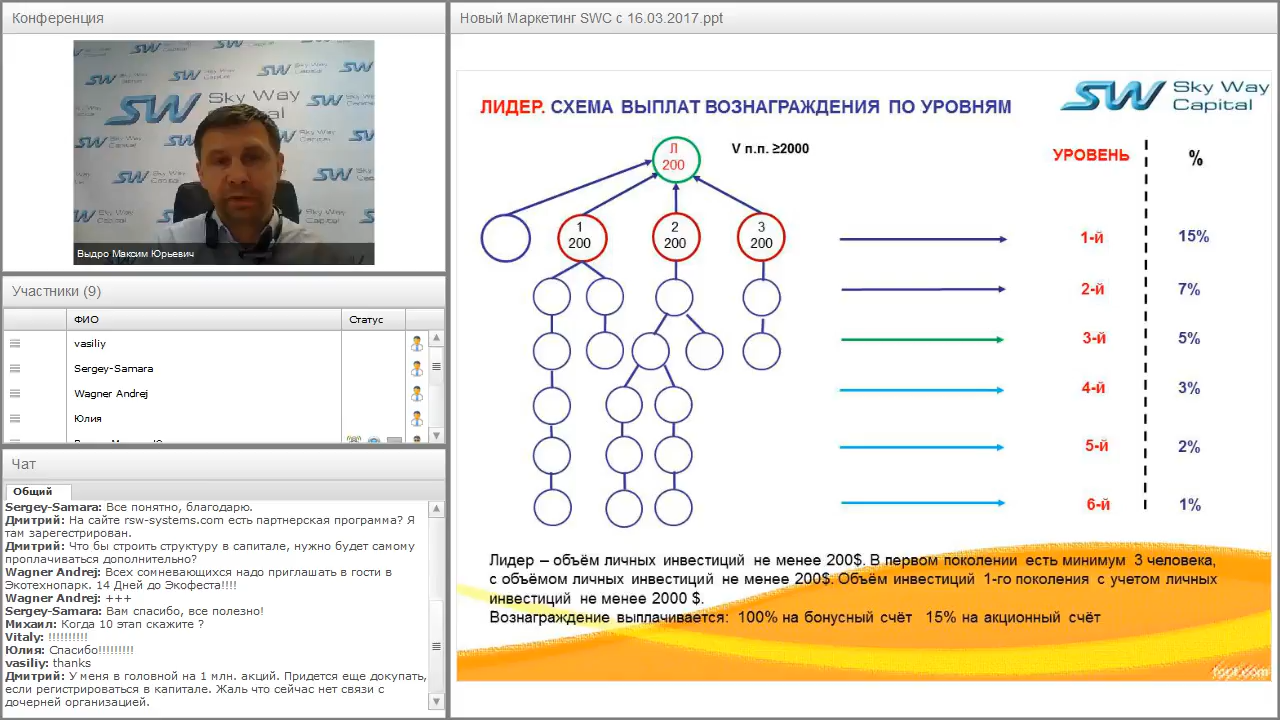 Конференция
SW
Sky Way
Capital
Выдро Максим Юрьевич
Участники (9)
ФИО
Статус
vasiliy
Sergey-Samara
Wagner Andrej
Юлия
Чат
Общий
Sergey-Samara: Все понятно, благодарю.
Дмитрий: На сайте rsw-systems.com есть партнерская программа? Я
там зарегестрирован.
Дмитрий: Что бы строить структуру в капитале, нужно будет самому
проплачиваться дополнительно?
Wagner Andrej: Всех сомневающихся надо приглашать в гости в
Экотехнопарк, 14 Дней до Экофеста!!!!
Wagner Andrej: +++
Sergey-Samara: Вам спасибо, все полезно!
Михаил: Когда 10 этап скажите ?
Vitaly: !!!!!!!!!!
Юлия: Спасибо!!!!!!!!!
vasiliy: thanks
Дмитрий: У меня в головной на 1 млн. акций. Придется еще докупать,
если регистрироваться в капитале. Жаль что сейчас нет связи с
дочерней организацией.
Новый Маркетинг SWC с 16.03.2017.ppt
ЛИДЕР. СХЕМА ВЫПЛАТ ВОЗНАГРАЖДЕНИЯ ПО УРОВНЯМ
SW Sky Way
Capital
Л
200
V п.п. ≥2000
УРОВЕНЬ %
1
200
2
200
3
200
1-й 15%
2-й 7%
3-й 5%
4-й 3%
5-й 2%
6-й 1%
Лидер – объём личных инвестиций не менее 200$. В первом поколении есть минимум 3 человека,
с объёмом личных инвестиций не менее 200$. Объём инвестиций 1-го поколения с учетом личных
инвестиций не менее 2000 $.
Вознаграждение выплачивается: 100% на бонусный счёт 15% на акционный счёт
fppt.com